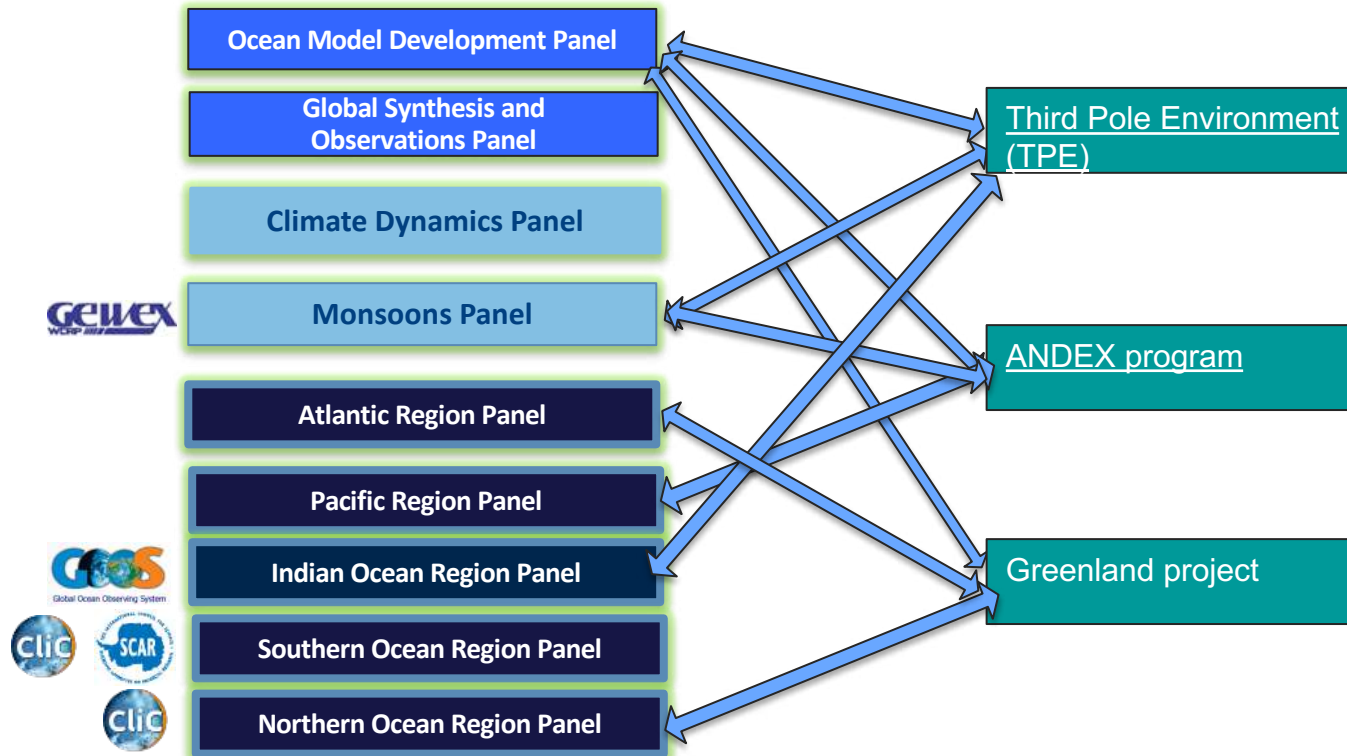 Ocean Model Development Panel
Global Synthesis and
Observations Panel
Third Pole Environment
(TPE)
Climate Dynamics Panel
GEWEX
WCRP
Monsoons Panel
ANDEX program
Atlantic Region Panel
Pacific Region Panel
GOOS
Global Ocean Observing System
Indian Ocean Region Panel
Greenland project
Clic
SCAR
Southern Ocean Region Panel
Clic
Northern Ocean Region Panel